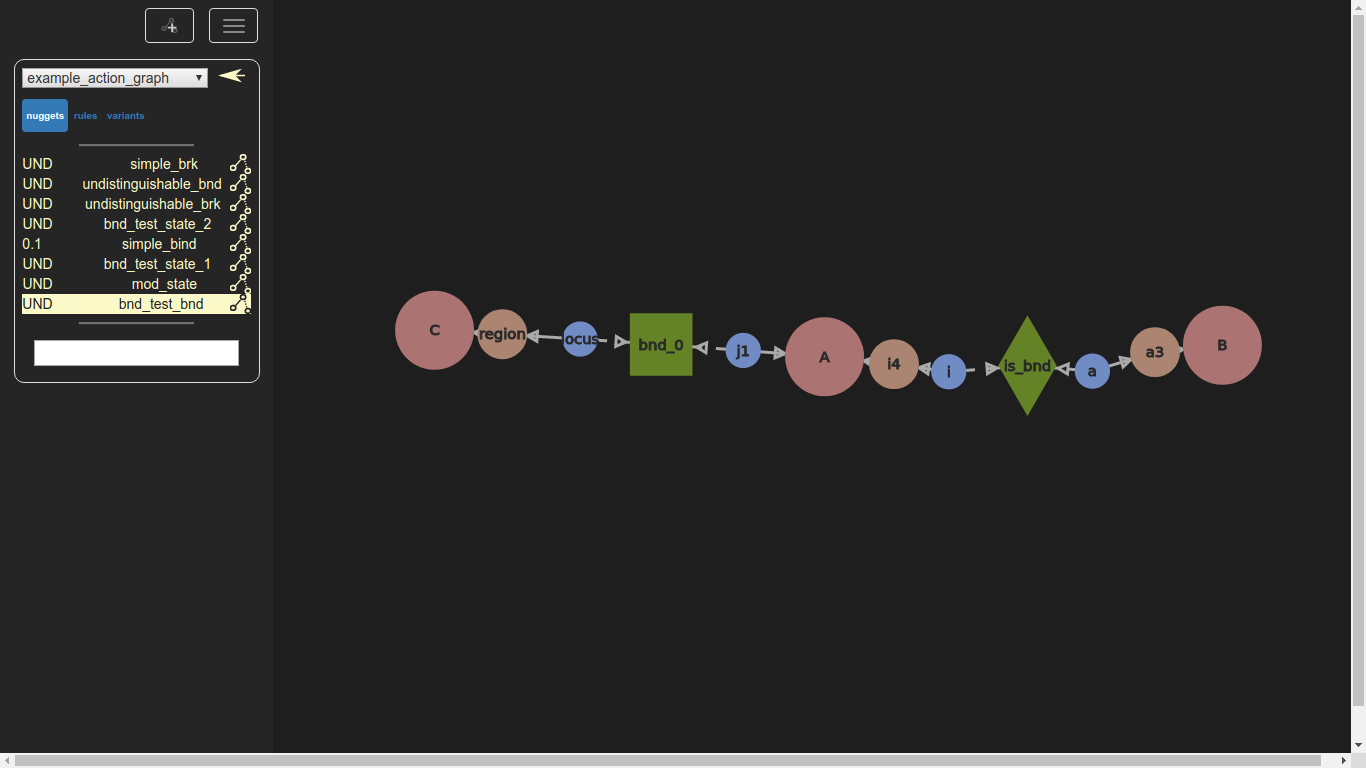 example_action_graph
nuggets rules variants
UND simple_brk
UND undistinguishable_bnd
UND undistinguishable_brk
UND bnd_test_state_2
0.1 simple_bind
UND bnd_test_state_1
UND mod_state
UND bnd_test_bnd
C region ocus bnd_0 j1 A i4 i is_bnd a a3 B